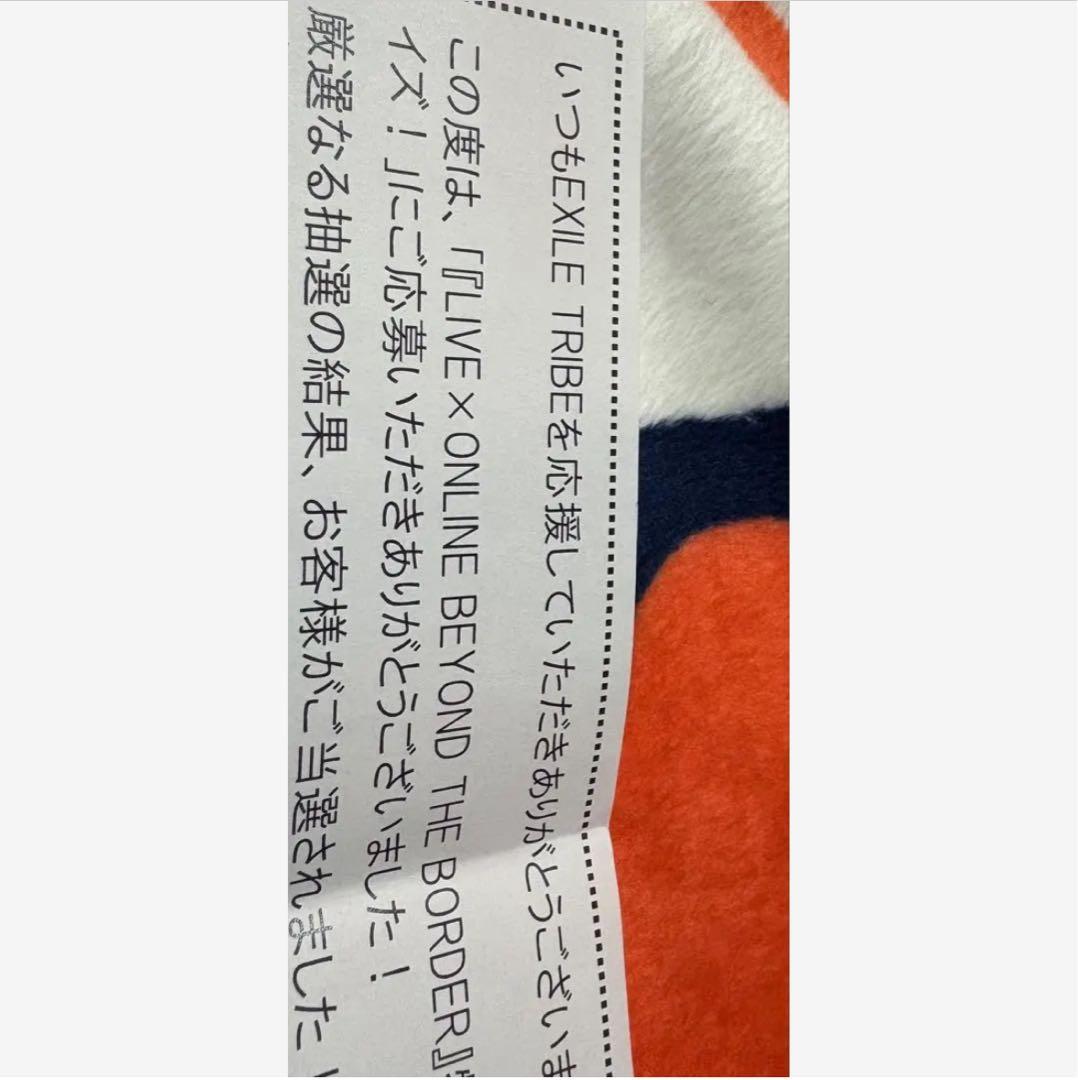 いつもEXILE TRIBEを応援していただきありがとうございま
この度は、「『LIVE×ONLINE BEYOND THE BORDER』
イズ！」にご応募いただきありがとうございました！
厳選なる抽選の結果、お客様がご当選されました！